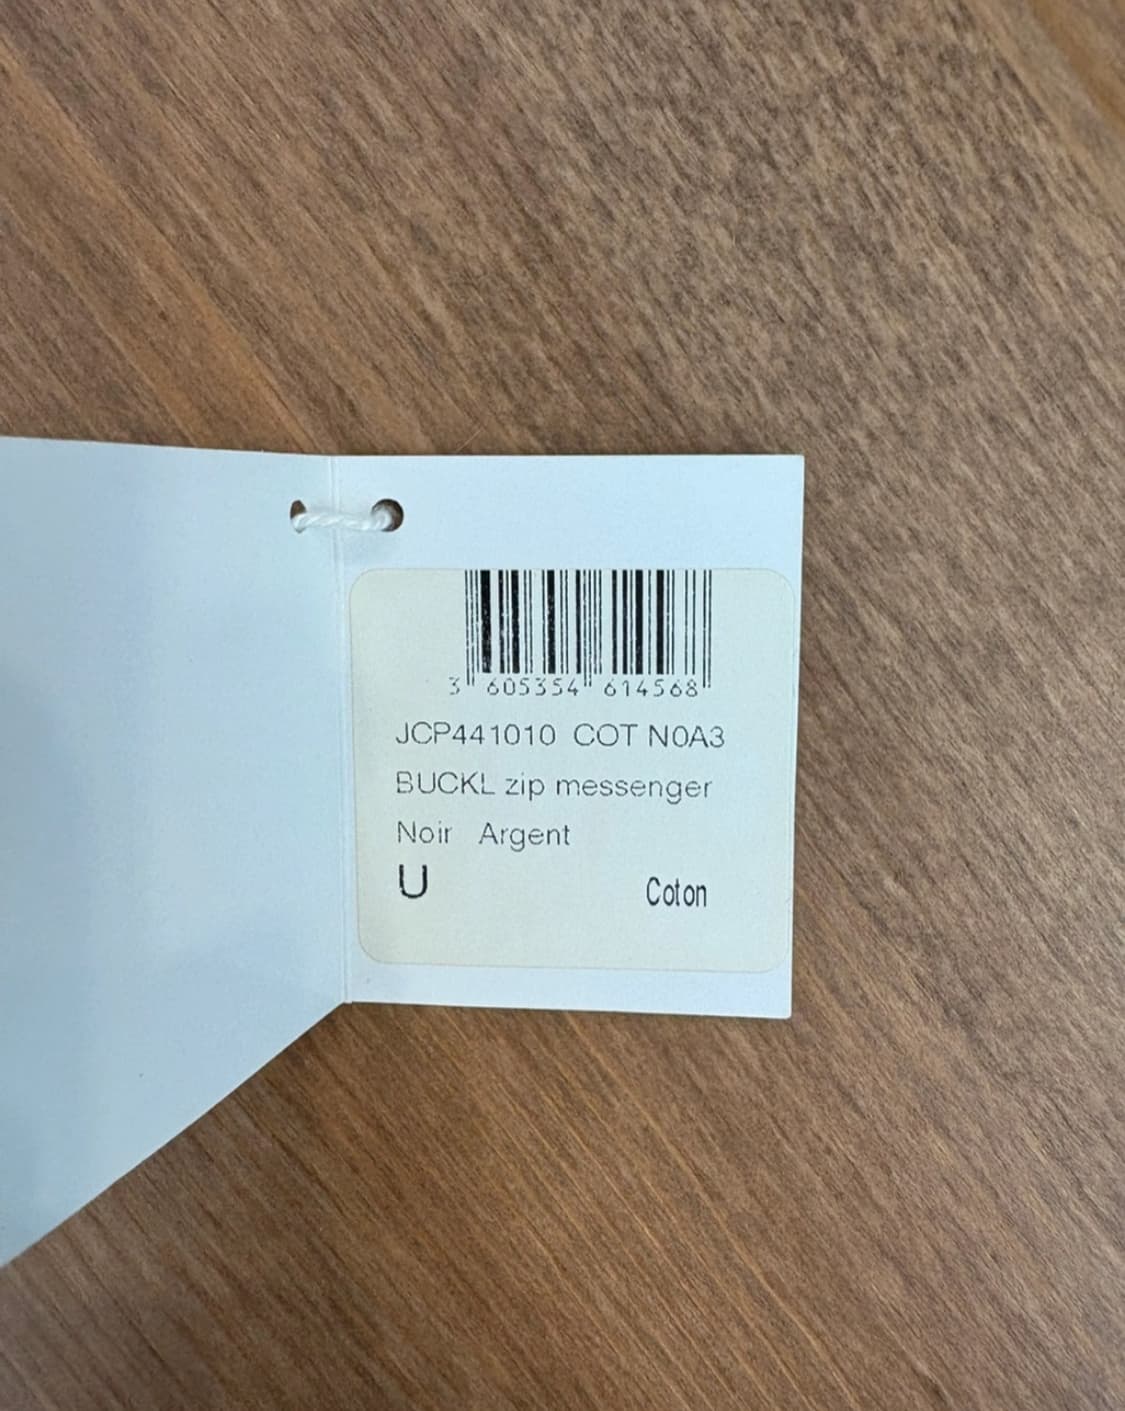 3 605354 614568
JCP441010 COT N0A3
BUCKL zip messenger
Noir Argent
U Coton